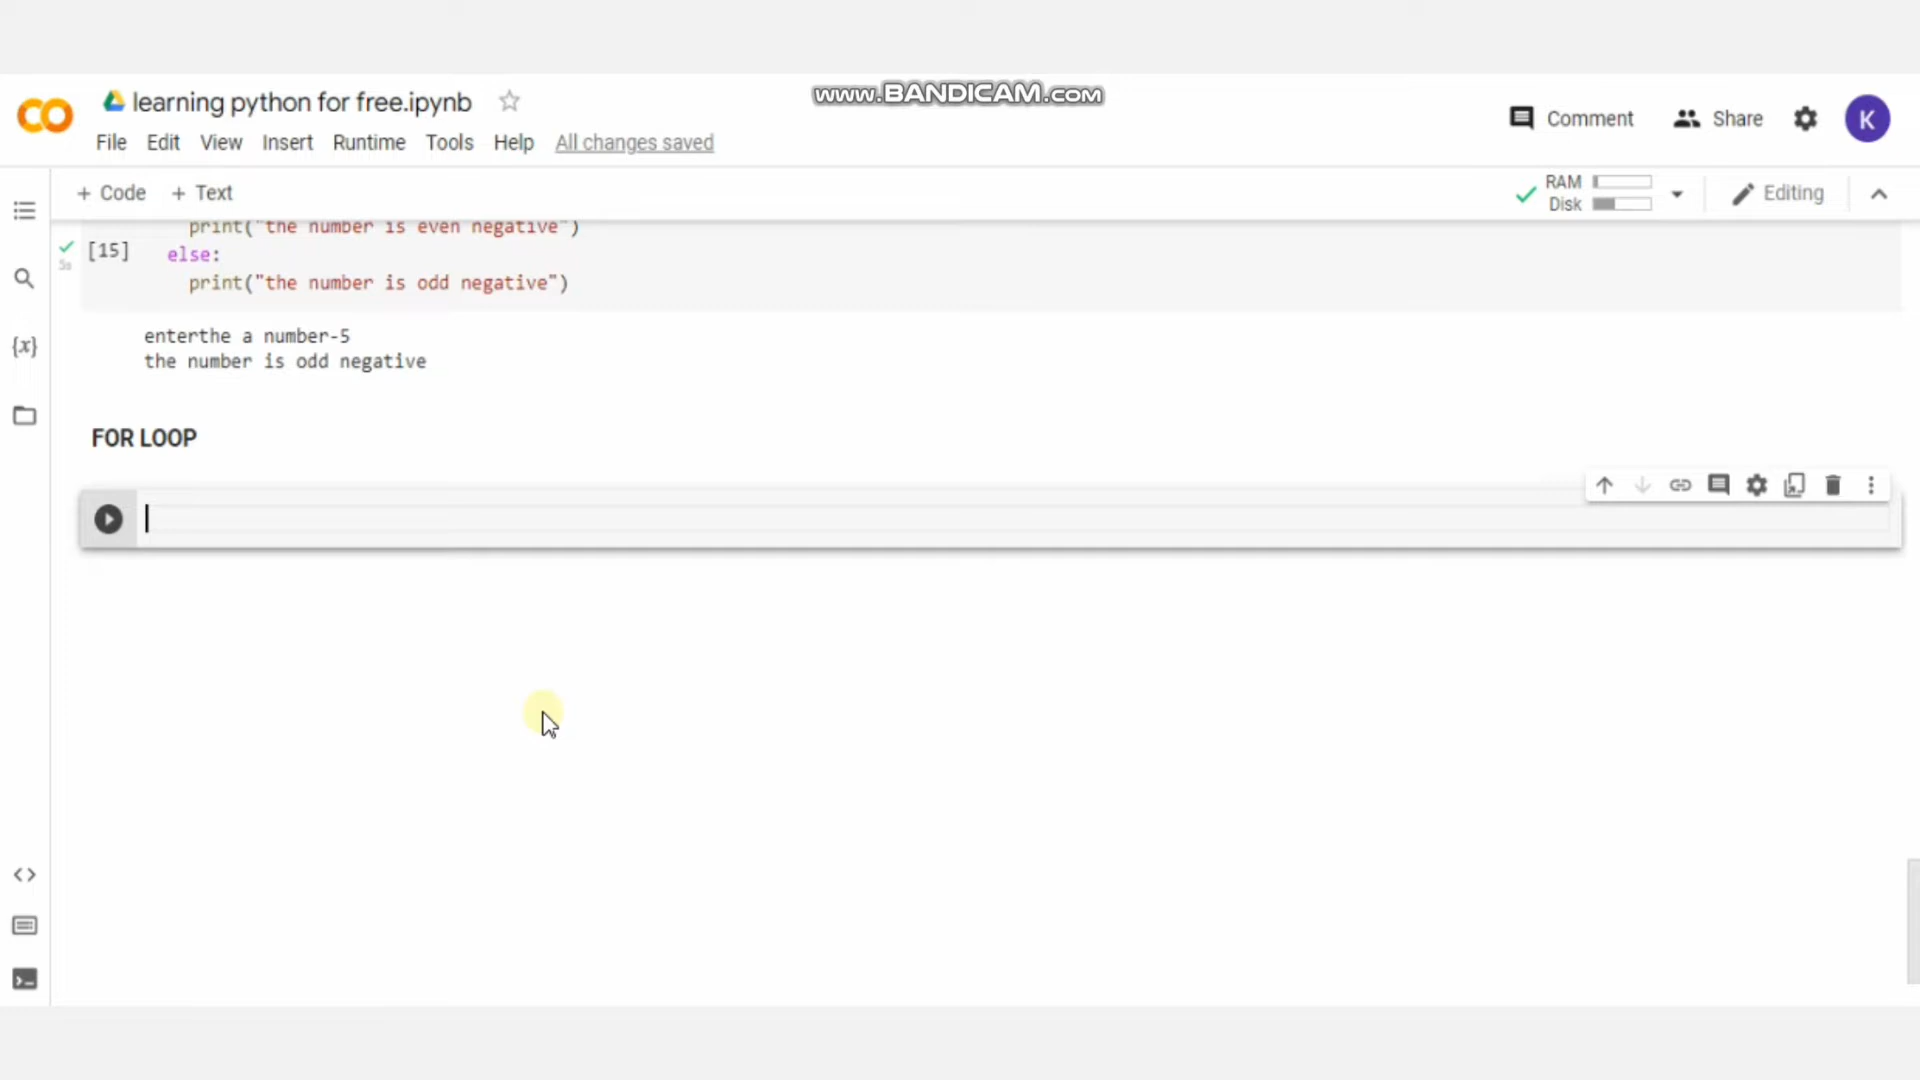 www.BANDICAM.com
learning python for free.ipynb
File Edit View Insert Runtime Tools Help All changes saved
Comment Share K
+ Code + Text
RAM
Disk
Editing
print("the number is even negative")
[15] else:
5s
print("the number is odd negative")
enterthe a number-5
the number is odd negative
FOR LOOP